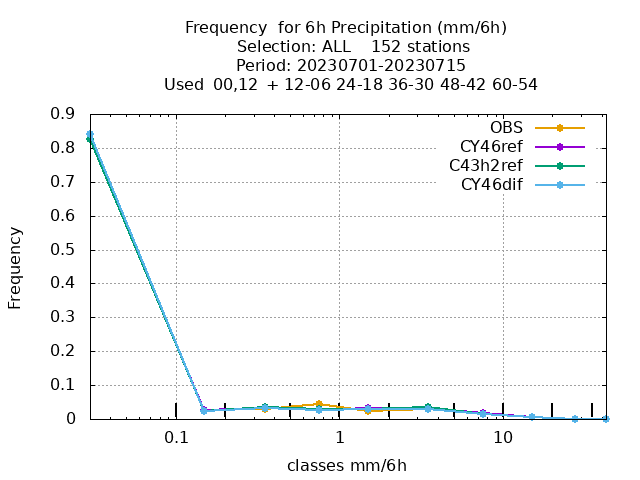 Frequency  for 6h Precipitation (mm/6h)
Selection: ALL    152 stations
Period: 20230701-20230715
Used  00,12  + 12-06 24-18 36-30 48-42 60-54
0.9
0.8
0.7
0.6
0.5
0.4
0.3
0.2
0.1
0
Frequency
OBS
CY46ref
C43h2ref
CY46dif
0.1
1
10
classes mm/6h